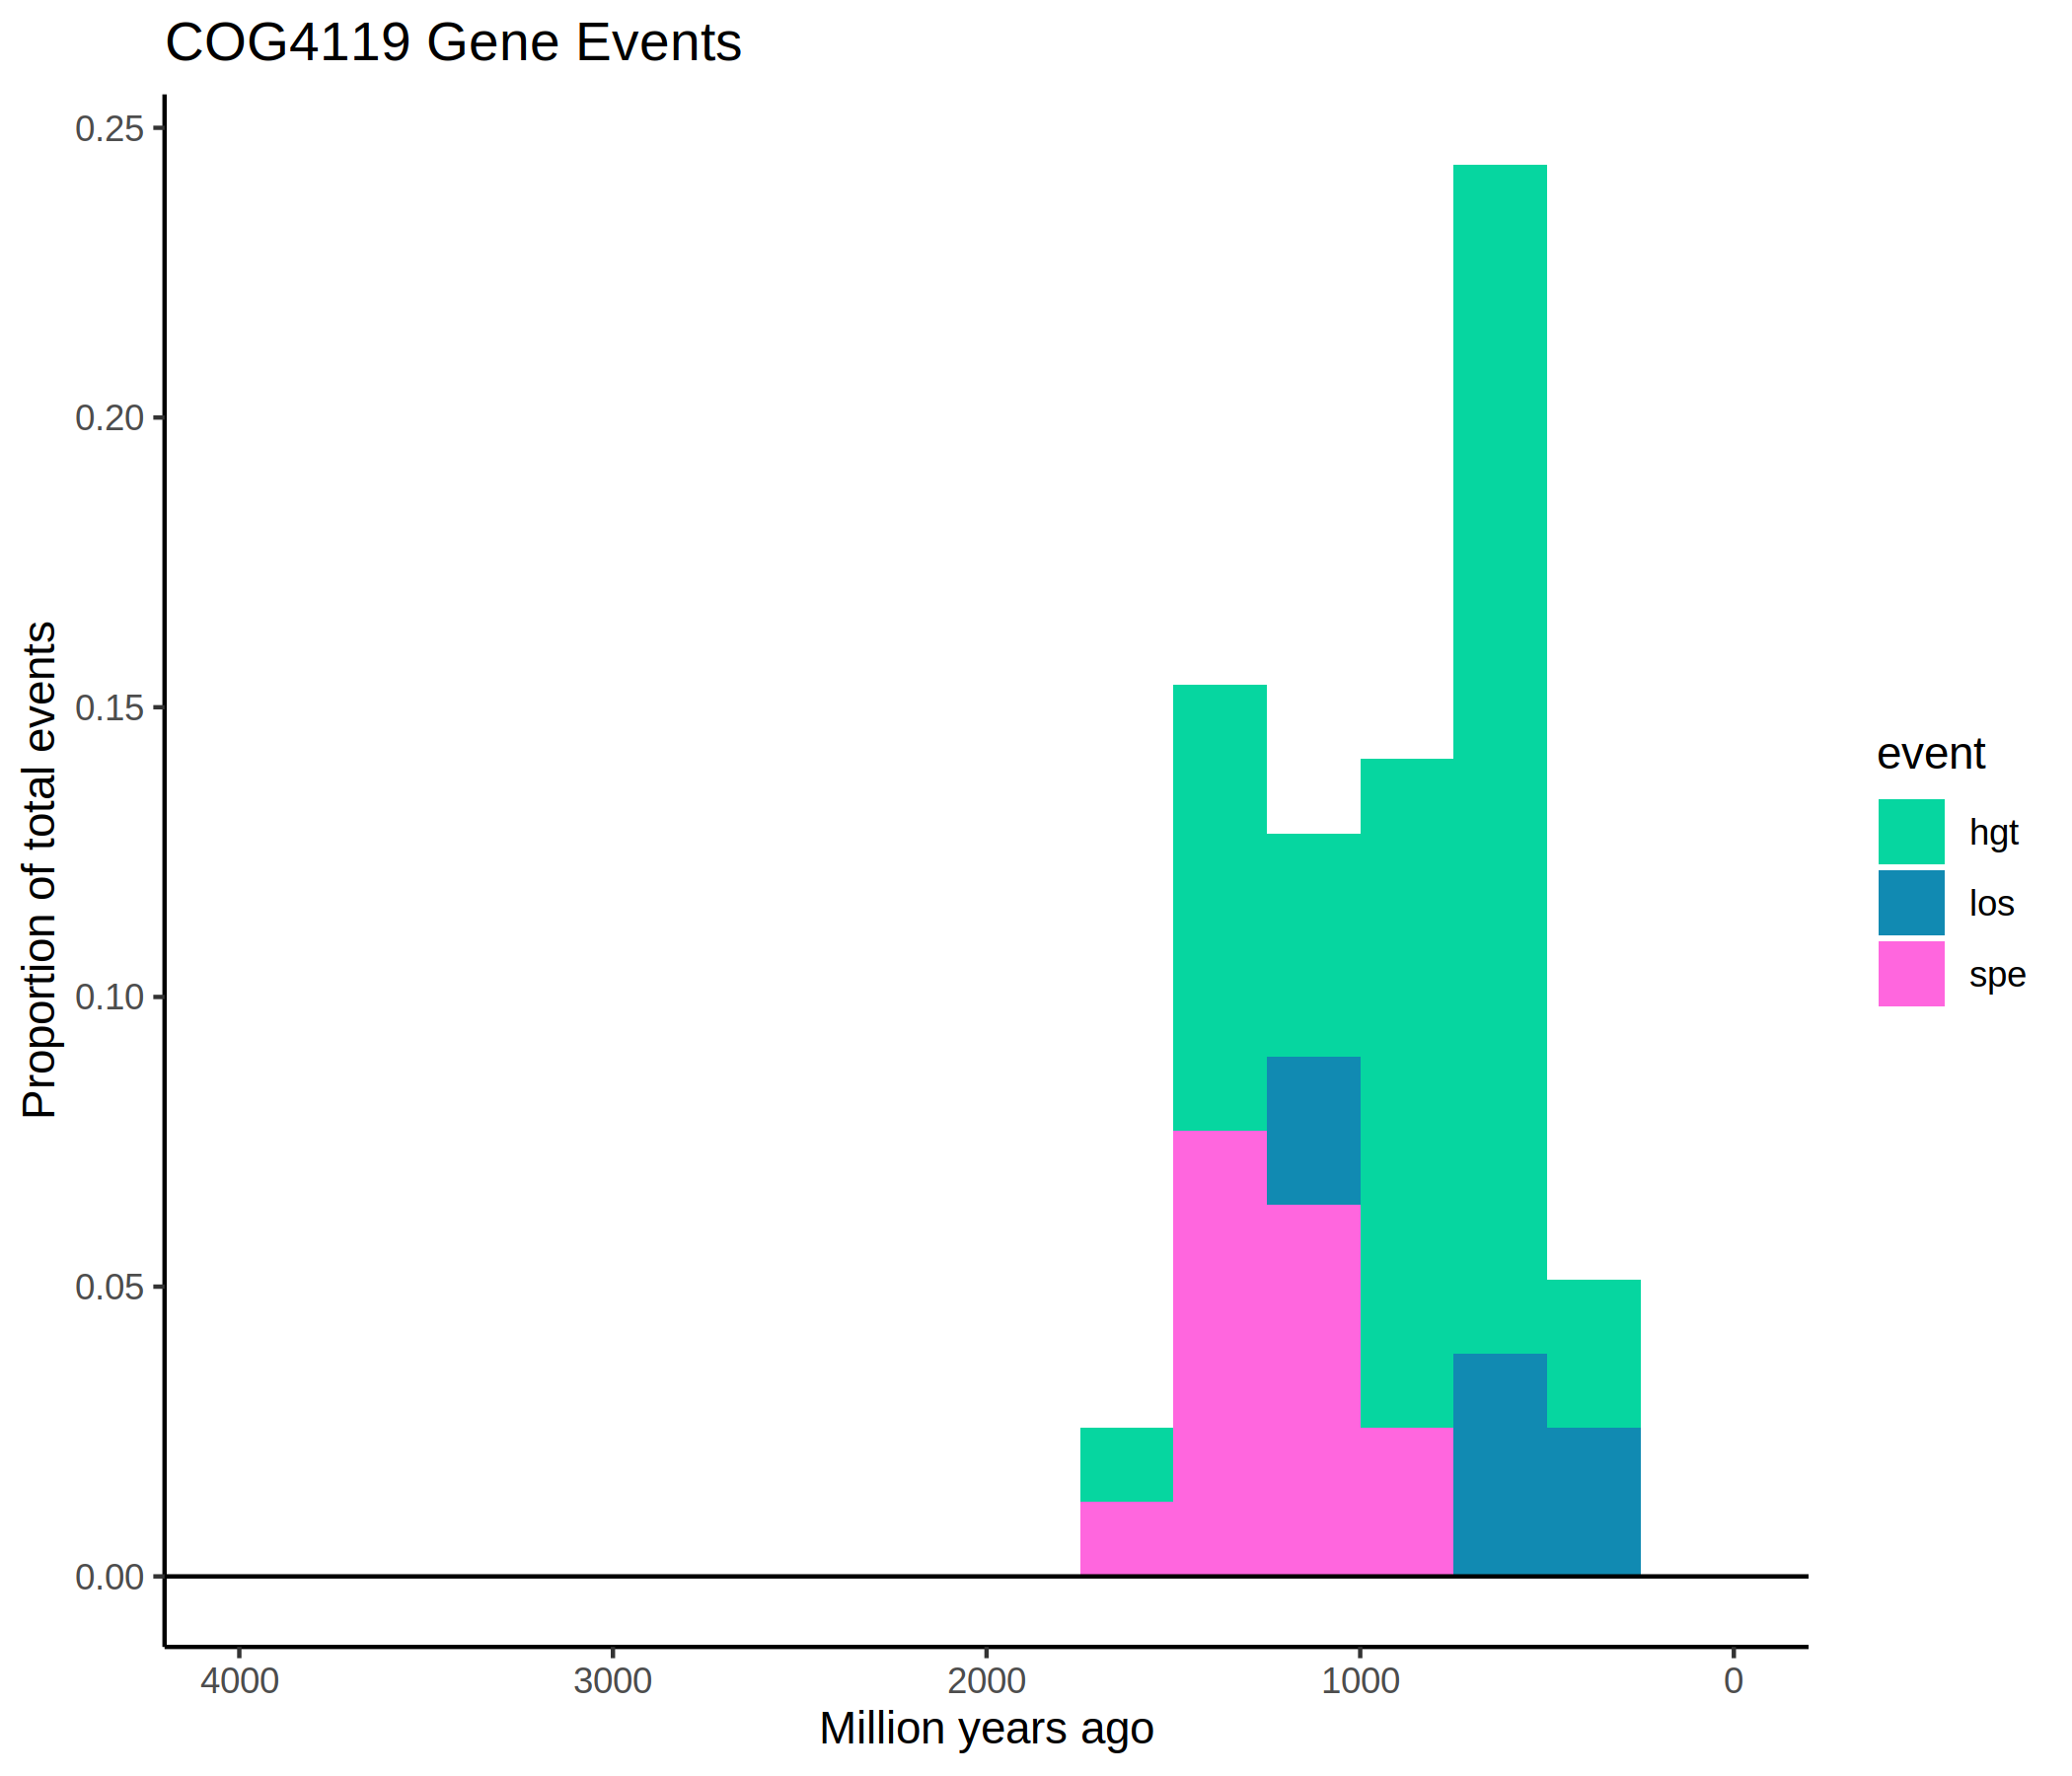 COG4119 Gene Events
0.25
0.20
0.15
0.10
0.05
0.00
Proportion of total events
4000 3000 2000 1000 0
Million years ago
event
hgt
los
spe